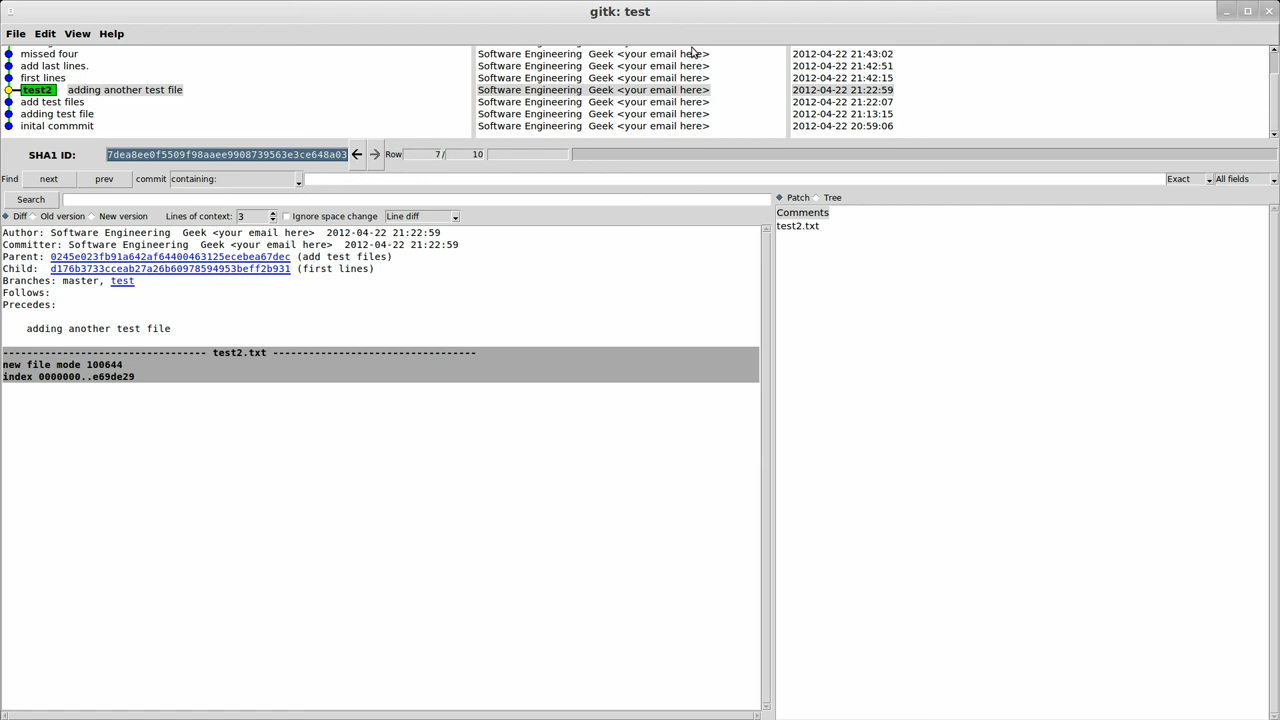 gitk: test
File Edit View Help
missed four Software Engineering Geek <your email here> 2012-04-22 21:43:02
add last lines. Software Engineering Geek <your email here> 2012-04-22 21:42:51
first lines Software Engineering Geek <your email here> 2012-04-22 21:42:15
test2 adding another test file Software Engineering Geek <your email here> 2012-04-22 21:22:59
add test files Software Engineering Geek <your email here> 2012-04-22 21:22:07
adding test file Software Engineering Geek <your email here> 2012-04-22 21:13:15
inital commmit Software Engineering Geek <your email here> 2012-04-22 20:59:06
SHA1 ID: 7dea8ee0f5509f98aaee9908739563e3ce648a03 Row 7 / 10
Find next prev commit containing: Exact All fields
Search
Patch Tree
Diff Old version New version Lines of context: 3 Ignore space change Line diff
Comments
test2.txt
Author: Software Engineering Geek <your email here> 2012-04-22 21:22:59
Committer: Software Engineering Geek <your email here> 2012-04-22 21:22:59
Parent: 0245e023fb91a642af64400463125ecebea67dec (add test files)
Child: d176b3733cceab27a26b60978594953beff2b931 (first lines)
Branches: master, test
Follows:
Precedes:
adding another test file
---------------------------------- test2.txt ----------------------------------
new file mode 100644
index 0000000..e69de29